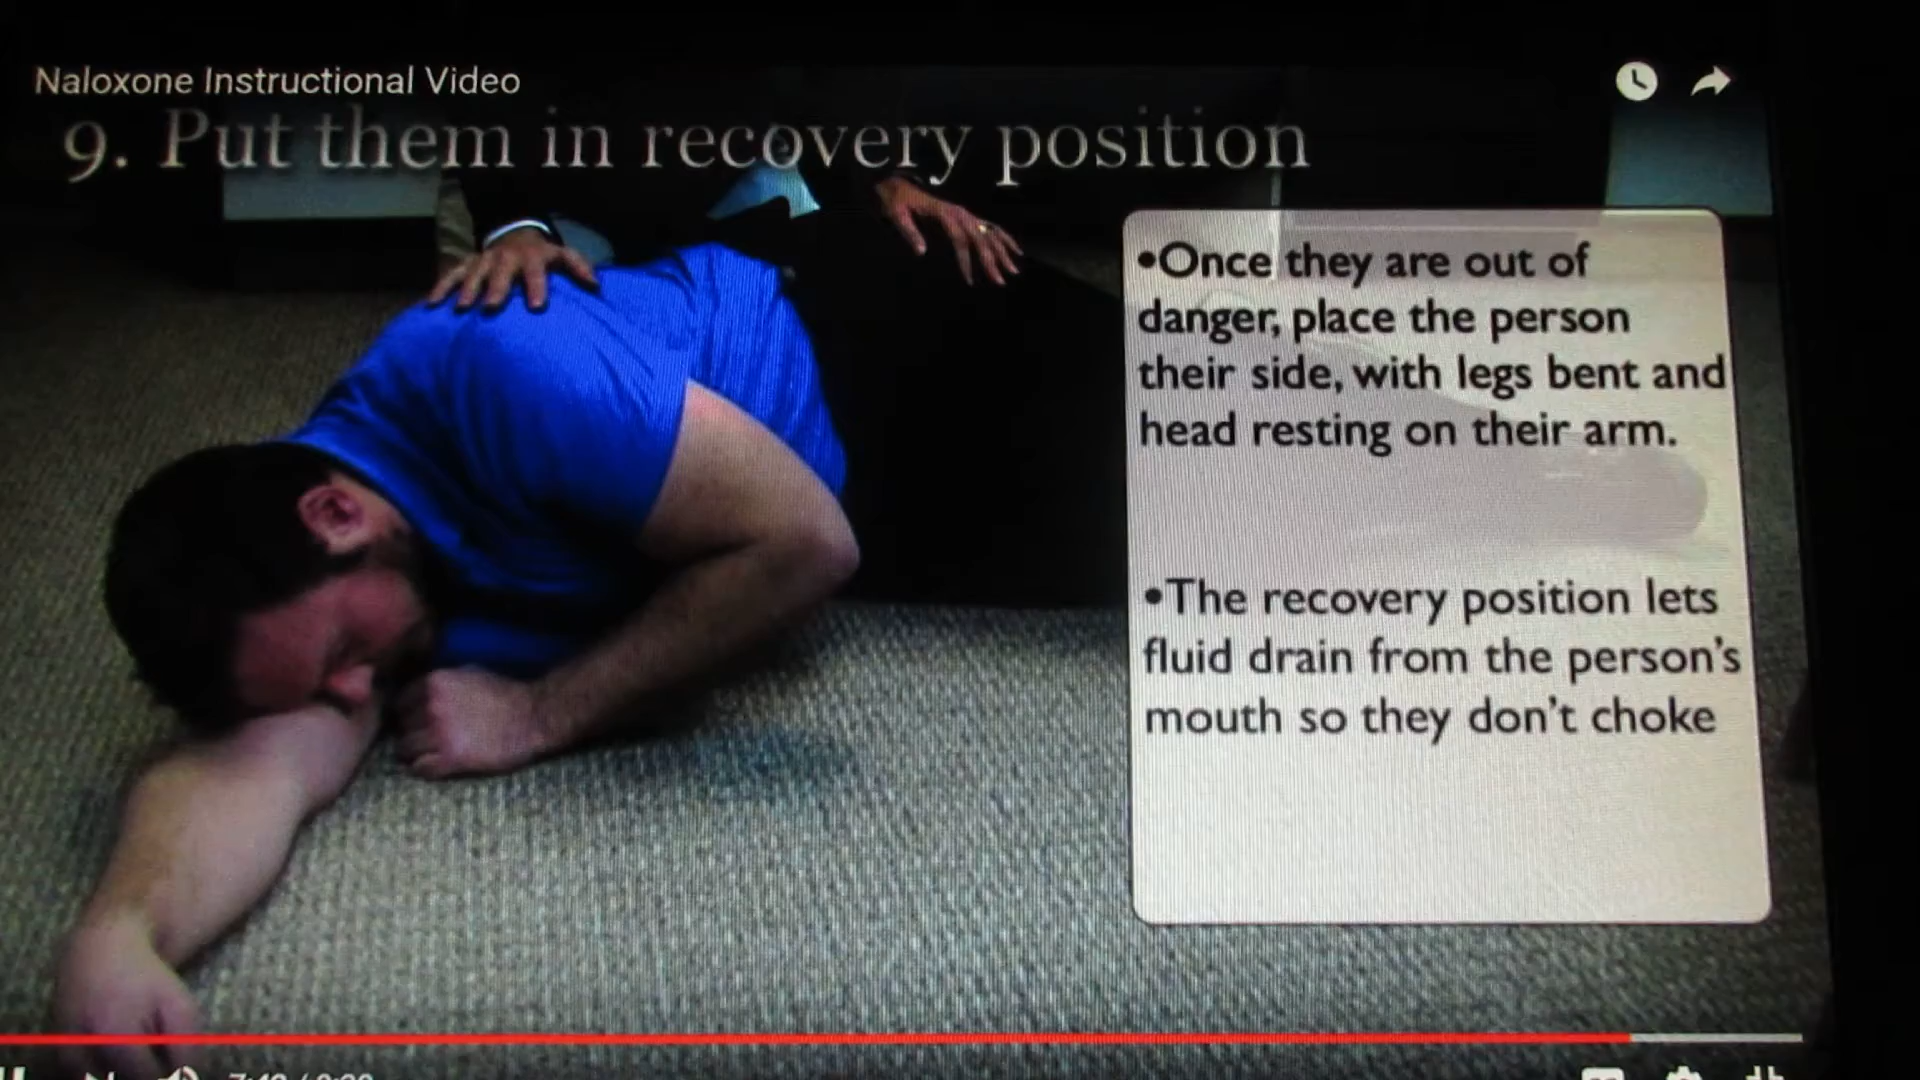 Naloxone Instructional Video
9. Put them in recovery position
•Once they are out of
danger, place the person
their side, with legs bent and
head resting on their arm.
•The recovery position lets
fluid drain from the person's
mouth so they don't choke